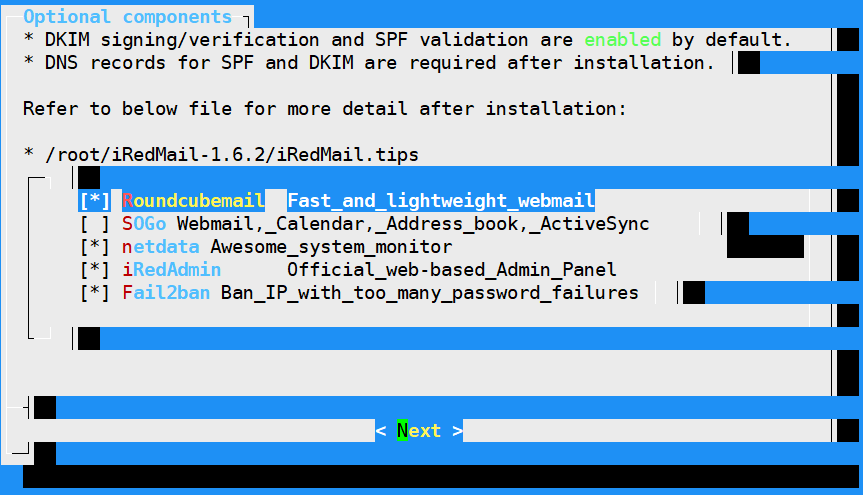 Optional components
* DKIM signing/verification and SPF validation are enabled by default.
* DNS records for SPF and DKIM are required after installation.
Refer to below file for more detail after installation:
* /root/iRedMail-1.6.2/iRedMail.tips
[*] Roundcubemail Fast_and_lightweight_webmail
[ ] SOGo Webmail,_Calendar,_Address_book,_ActiveSync
[*] netdata Awesome_system_monitor
[*] iRedAdmin Official_web-based_Admin_Panel
[*] Fail2ban Ban_IP_with_too_many_password_failures
< Next >